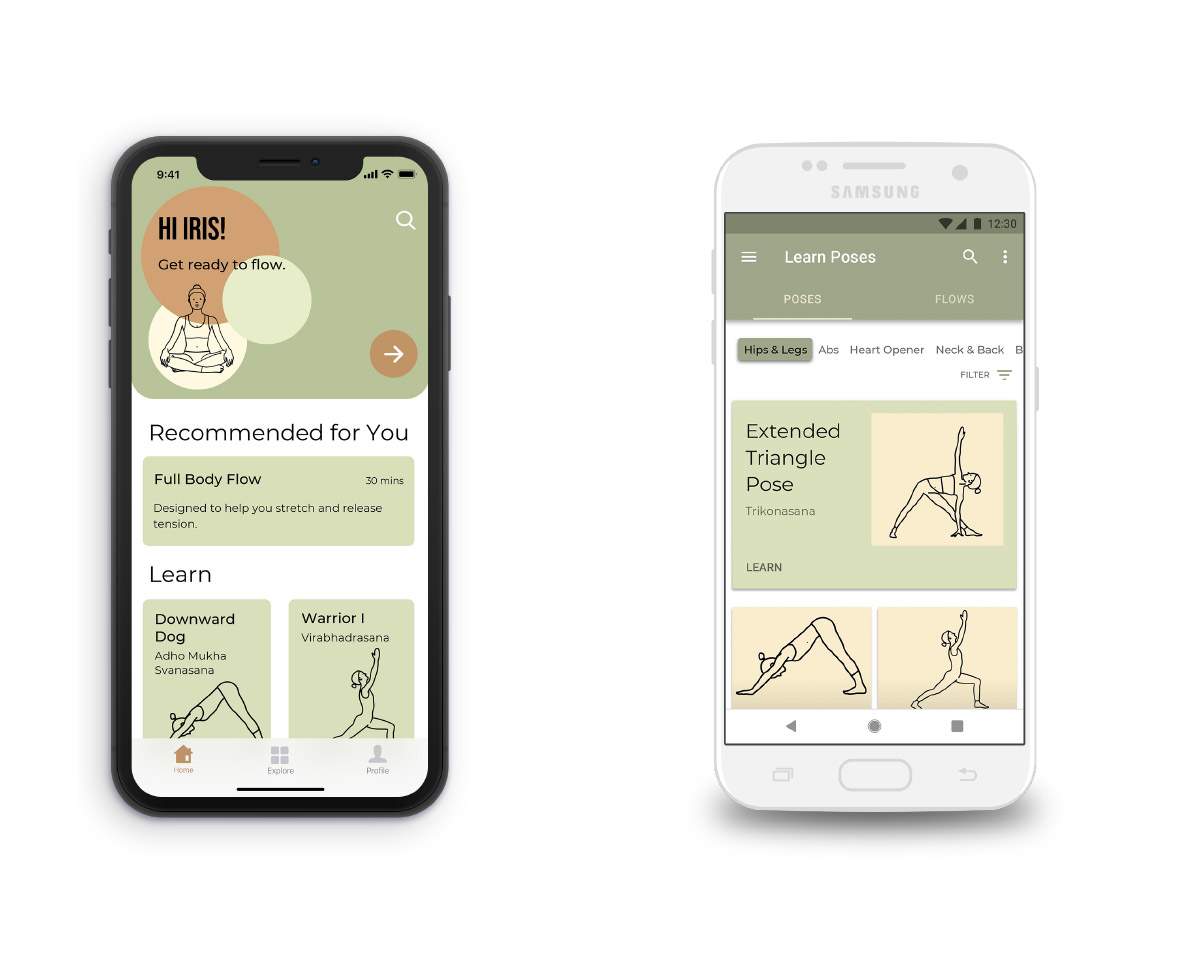 9:41
HI IRIS!
Get ready to flow.
Recommended for You
Full Body Flow
30 mins
Designed to help you stretch and release
tension.
Learn
Downward
Dog
Adho Mukha
Svanasana
Warrior I
Virabhadrasana
Home
Explore
Profile
SAMSUNG
12:30
Learn Poses
POSES
FLOWS
Hips & Legs
Abs
Heart Opener
Neck & Back
B
FILTER
Extended
Triangle
Pose
Trikonasana
LEARN